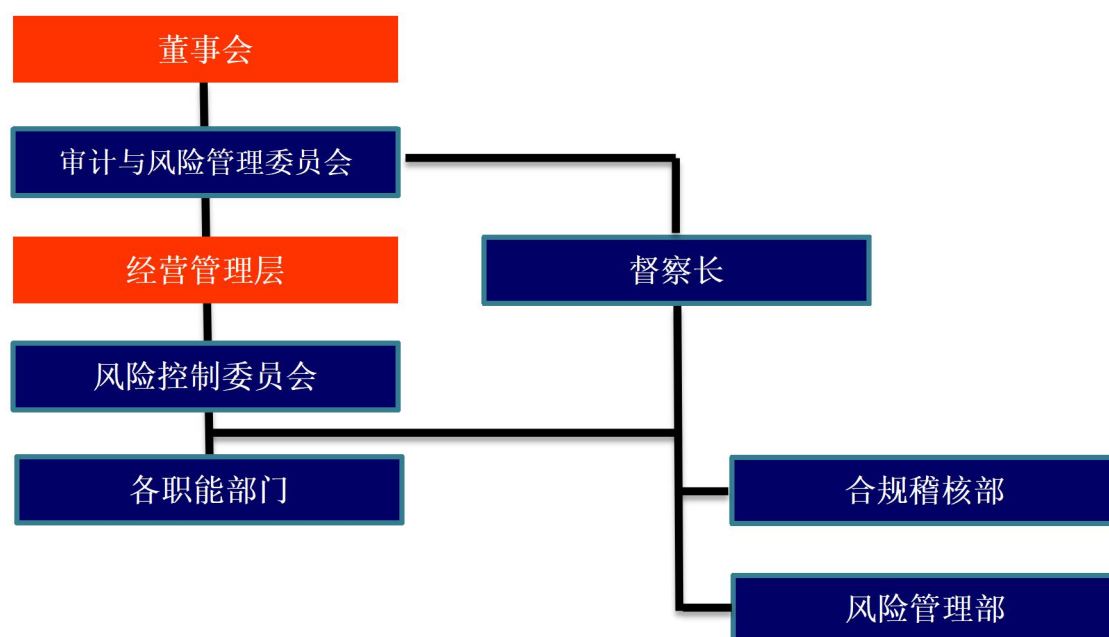 董事会
审计与风险管理委员会
经营管理层
督察长
风险控制委员会
各职能部门
合规稽核部
风险管理部